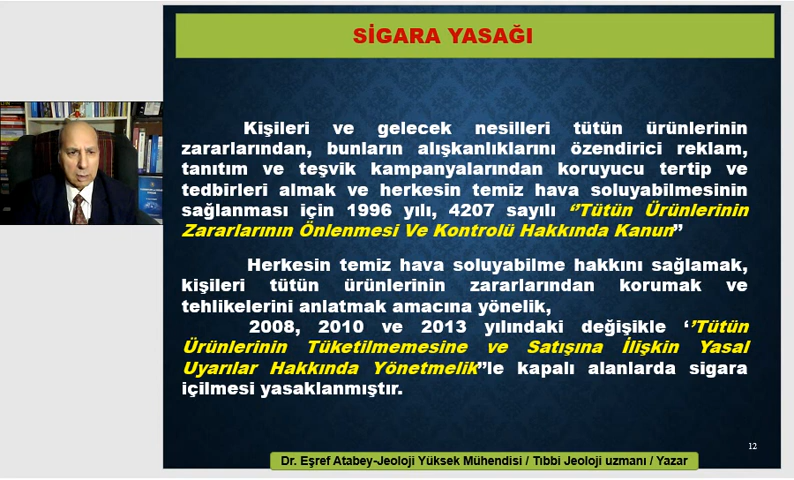 SİGARA YASAĞI
Kişileri ve gelecek nesilleri tütün ürünlerinin
zararlarından, bunların alışkanlıklarını özendirici reklam,
tanıtım ve teşvik kampanyalarından koruyucu tertip ve
tedbirleri almak ve herkesin temiz hava soluyabilmesinin
sağlanması için 1996 yılı, 4207 sayılı ‘’Tütün Ürünlerinin
Zararlarının Önlenmesi Ve Kontrolü Hakkında Kanun’’
Herkesin temiz hava soluyabilme hakkını sağlamak,
kişileri tütün ürünlerinin zararlarından korumak ve
tehlikelerini anlatmak amacına yönelik,
2008, 2010 ve 2013 yılındaki değişikle ‘’Tütün
Ürünlerinin Tüketilmemesine ve Satışına İlişkin Yasal
Uyarılar Hakkında Yönetmelik’’le kapalı alanlarda sigara
içilmesi yasaklanmıştır.
12
Dr. Eşref Atabey-Jeoloji Yüksek Mühendisi / Tıbbi Jeoloji uzmanı / Yazar